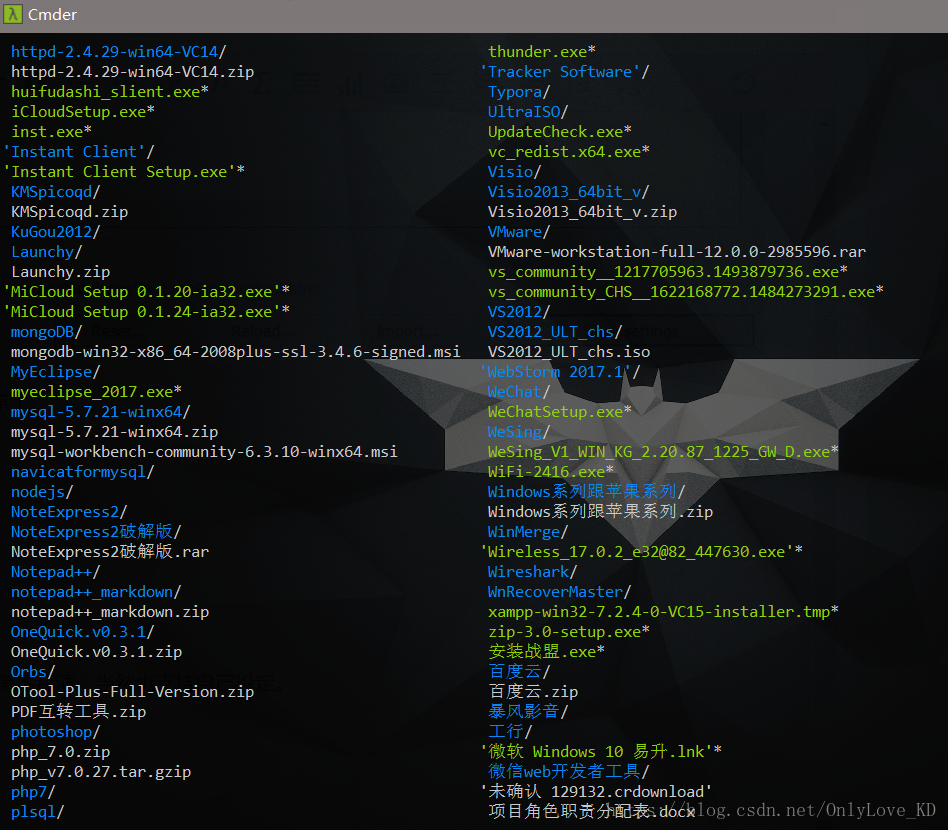 Cmder
httpd-2.4.29-win64-VC14/
httpd-2.4.29-win64-VC14.zip
huifudashi_slient.exe*
iCloudSetup.exe*
inst.exe*
'Instant Client'/
'Instant Client Setup.exe'*
KMSpicoqd/
KMSpicoqd.zip
KuGou2012/
Launchy/
Launchy.zip
'MiCloud Setup 0.1.20-ia32.exe'*
'MiCloud Setup 0.1.24-ia32.exe'*
mongoDB/
mongodb-win32-x86_64-2008plus-ssl-3.4.6-signed.msi
MyEclipse/
myeclipse_2017.exe*
mysql-5.7.21-winx64/
mysql-5.7.21-winx64.zip
mysql-workbench-community-6.3.10-winx64.msi
navicatformysql/
nodejs/
NoteExpress2/
NoteExpress2破解版/
NoteExpress2破解版.rar
Notepad++/
notepad++_markdown/
notepad++_markdown.zip
OneQuick.v0.3.1/
OneQuick.v0.3.1.zip
Orbs/
OTool-Plus-Full-Version.zip
PDF互转工具.zip
photoshop/
php_7.0.zip
php_v7.0.27.tar.gzip
php7/
plsql/
thunder.exe*
'Tracker Software'/
Typora/
UltraISO/
UpdateCheck.exe*
vc_redist.x64.exe*
Visio/
Visio2013_64bit_v/
Visio2013_64bit_v.zip
VMware/
VMware-workstation-full-12.0.0-2985596.rar
vs_community__1217705963.1493879736.exe*
vs_community_CHS__1622168772.1484273291.exe*
VS2012/
VS2012_ULT_chs/
VS2012_ULT_chs.iso
'WebStorm 2017.1'/
WeChat/
WeChatSetup.exe*
WeSing/
WeSing_V1_WIN_KG_2.20.87_1225_GW_D.exe*
WiFi-2416.exe*
Windows系列跟苹果系列/
Windows系列跟苹果系列.zip
WinMerge/
'Wireless_17.0.2_e32@82_447630.exe'*
Wireshark/
WnRecoverMaster/
xampp-win32-7.2.4-0-VC15-installer.tmp*
zip-3.0-setup.exe*
安装战盟.exe*
百度云/
百度云.zip
暴风影音/
工行/
'微软 Windows 10 易升.lnk'*
微信web开发者工具/
'未确认 129132.crdownload'
项目角色职责分配表.docx
https://blog.csdn.net/OnlyLove_KD